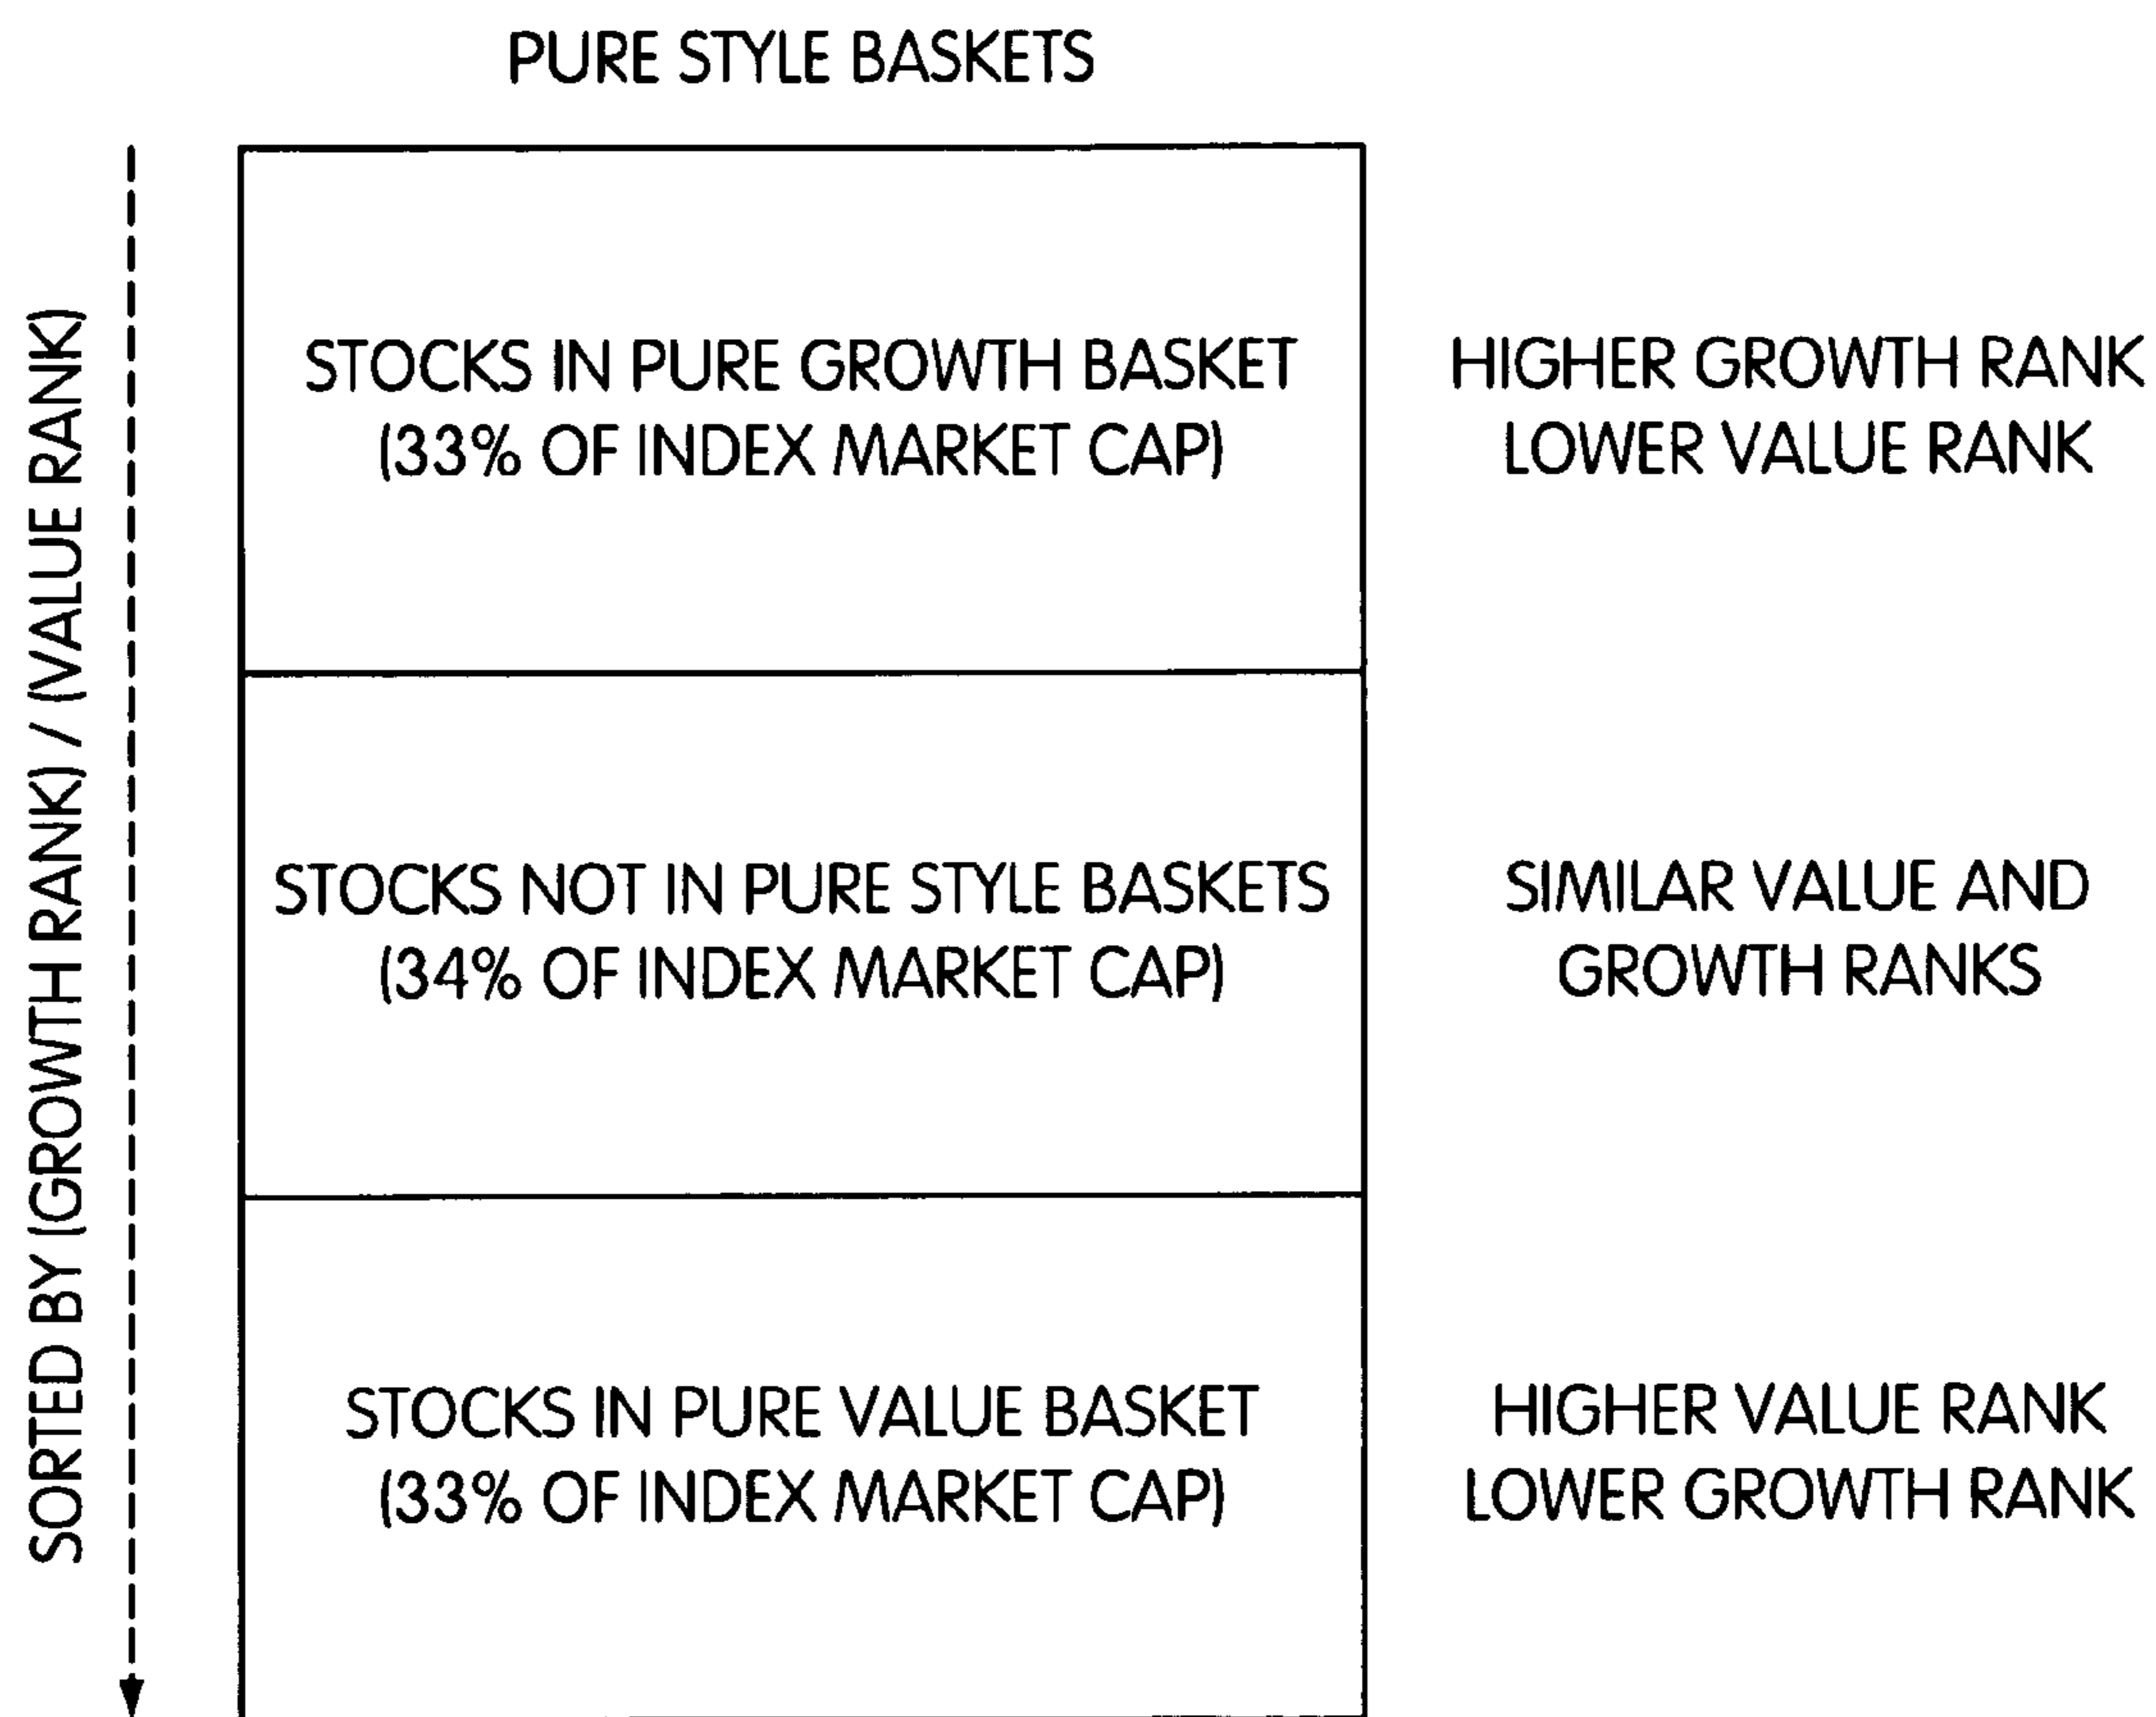 PURE STYLE BASKETS
SORTED BY (GROWTH RANK) / (VALUE RANK)
STOCKS IN PURE GROWTH BASKET
(33% OF INDEX MARKET CAP)
HIGHER GROWTH RANK
LOWER VALUE RANK
STOCKS NOT IN PURE STYLE BASKETS
(34% OF INDEX MARKET CAP)
SIMILAR VALUE AND
GROWTH RANKS
STOCKS IN PURE VALUE BASKET
(33% OF INDEX MARKET CAP)
HIGHER VALUE RANK
LOWER GROWTH RANK